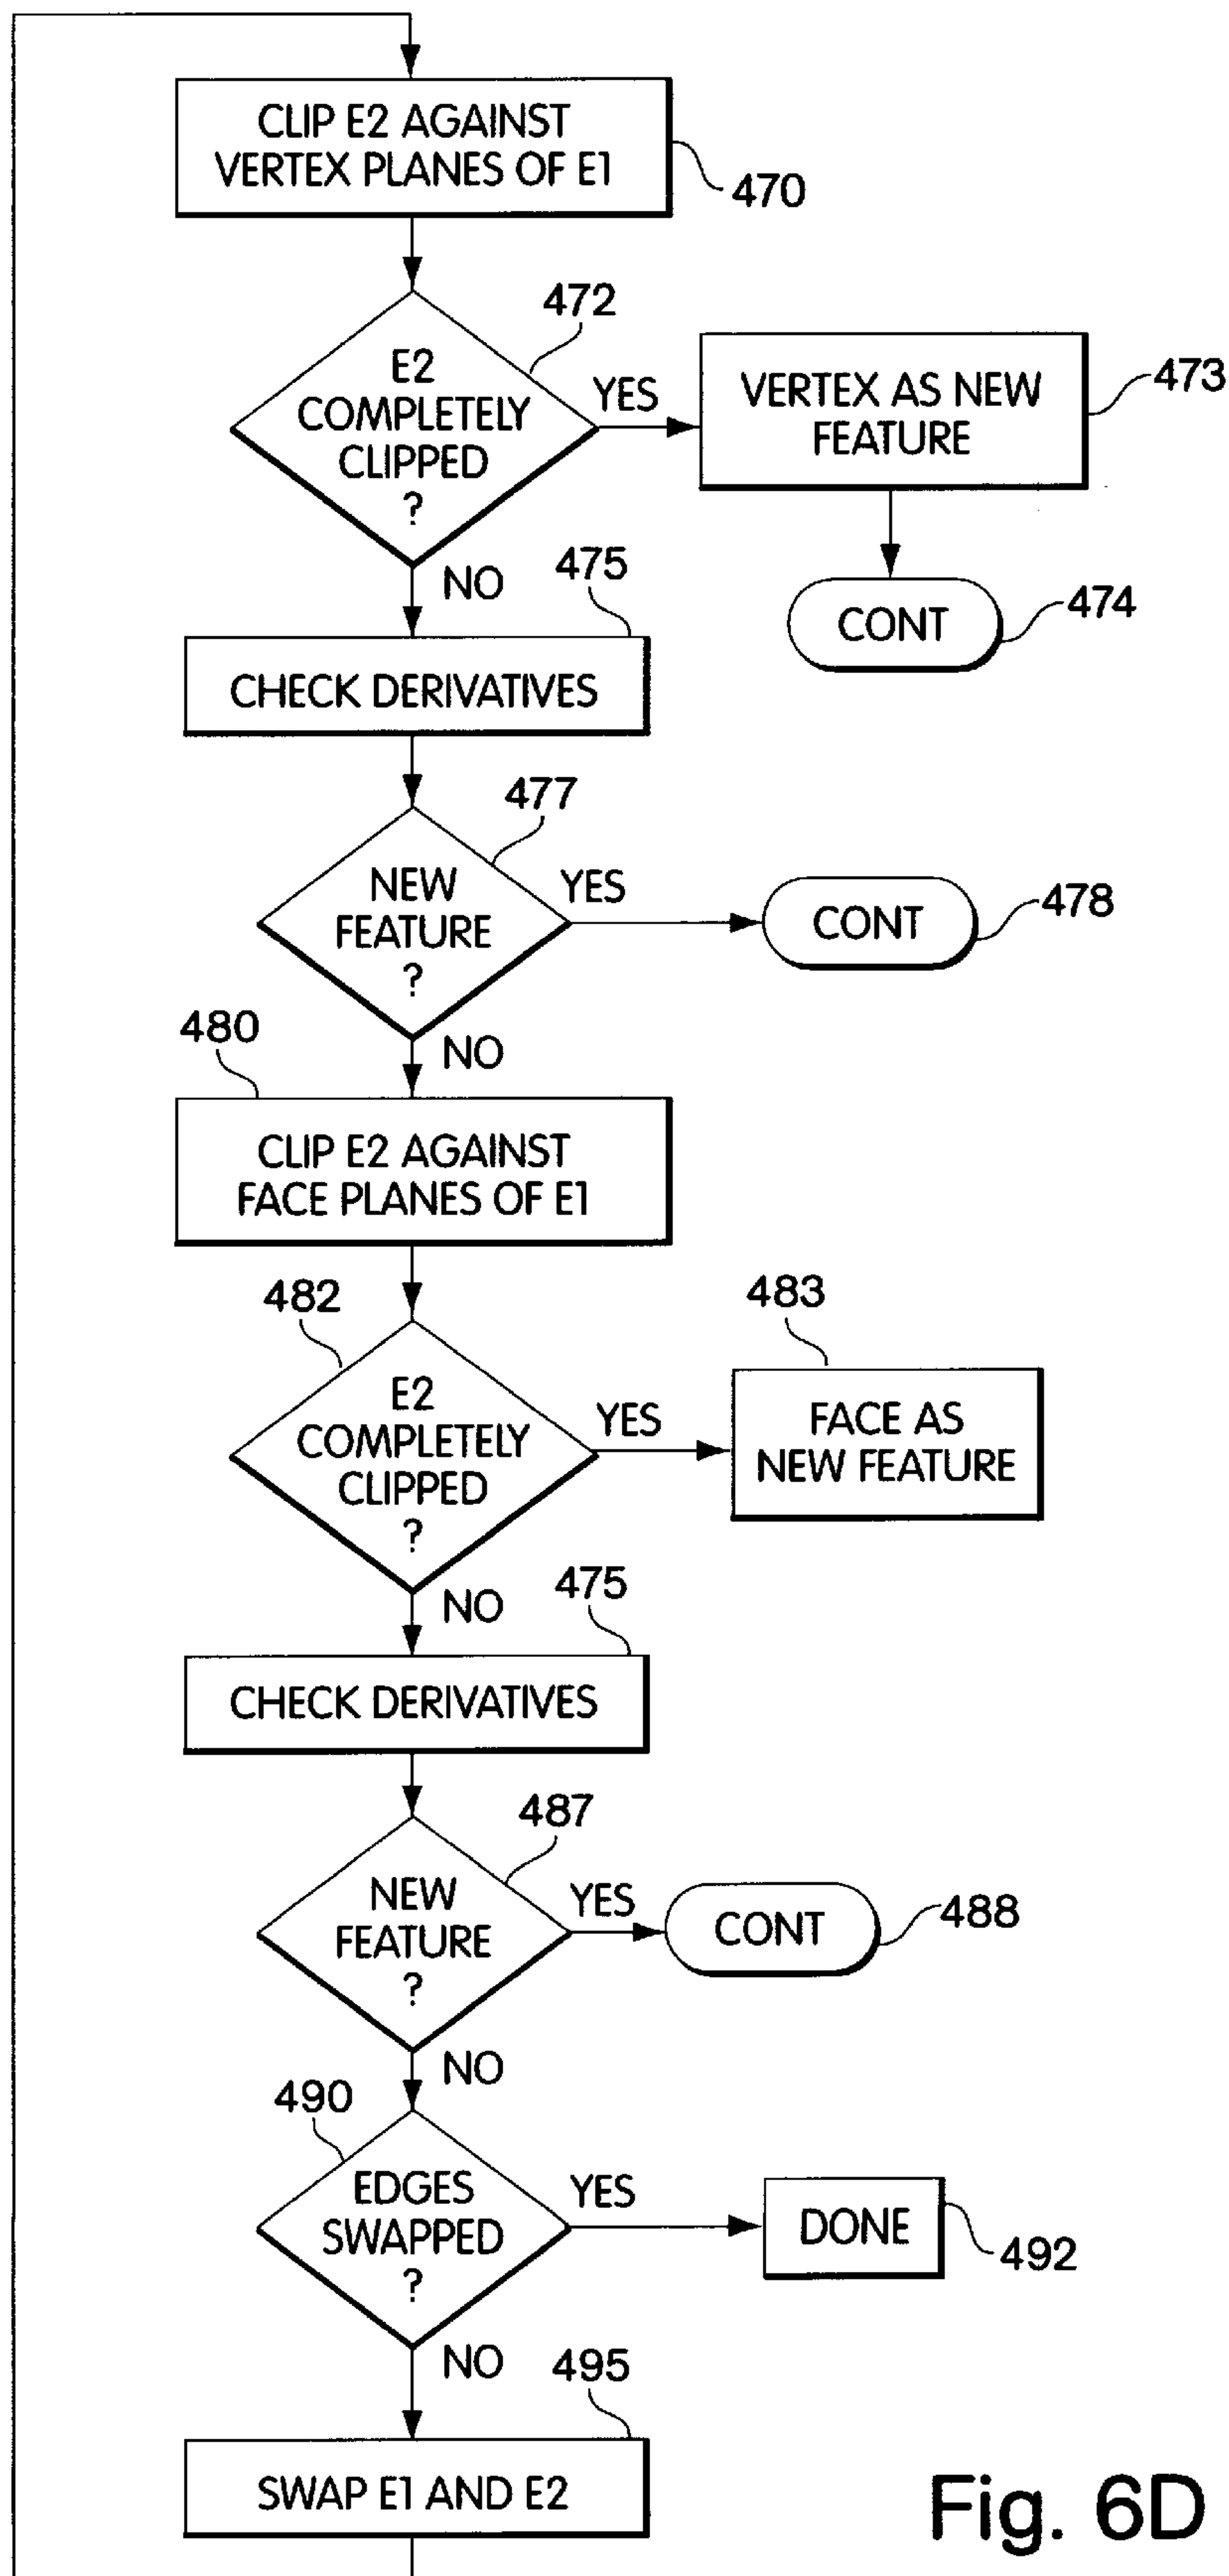 CLIP E2 AGAINST
VERTEX PLANES OF E1
470
472
E2
COMPLETELY
CLIPPED
?
YES
VERTEX AS NEW
FEATURE
473
NO
CONT
474
475
CHECK DERIVATIVES
477
NEW
FEATURE
?
YES
CONT
478
NO
480
CLIP E2 AGAINST
FACE PLANES OF E1
482
E2
COMPLETELY
CLIPPED
?
YES
483
FACE AS
NEW FEATURE
NO
475
CHECK DERIVATIVES
487
NEW
FEATURE
?
YES
CONT
488
NO
490
EDGES
SWAPPED
?
YES
DONE
492
NO
495
SWAP E1 AND E2
Fig. 6D